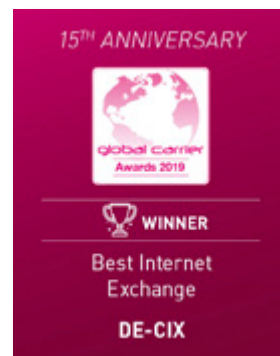 15TH ANNIVERSARY
global carrier
Awards 2019
WINNER
Best Internet
Exchange
DE-CIX